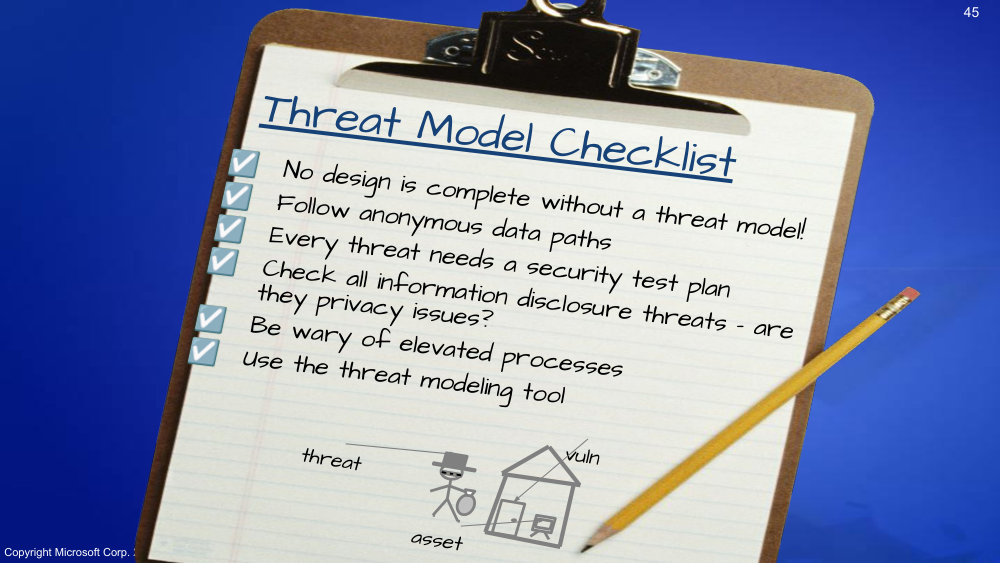 45
Threat Model Checklist
No design is complete without a threat model!
Follow anonymous data paths
Every threat needs a security test plan
Check all information disclosure threats - are
they privacy issues?
Be wary of elevated processes
Use the threat modeling tool
threat
vuln
asset
Copyright Microsoft Corp.